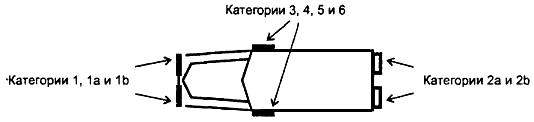 Категории 3, 4, 5 и 6
Категории 1, 1a и 1b
Категории 2a и 2b